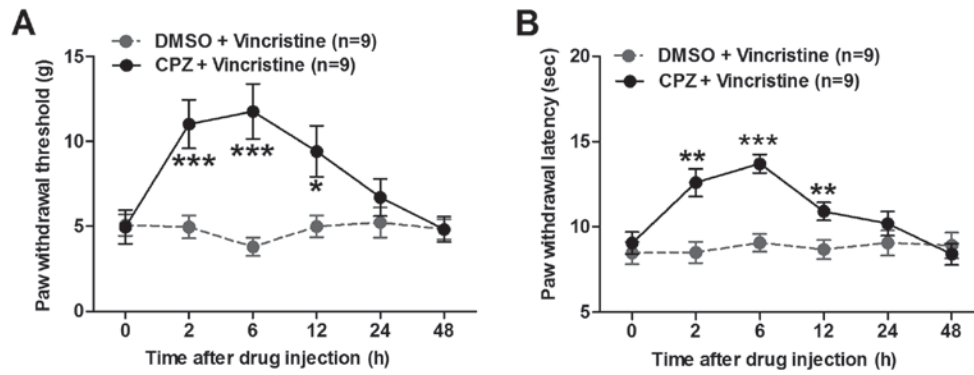 A
DMSO + Vincristine (n=9)
CPZ + Vincristine (n=9)
Paw withdrawal threshold (g)
15
10
5
0
***
***
*
0 2 6 12 24 48
Time after drug injection (h)
B
DMSO + Vincristine (n=9)
CPZ + Vincristine (n=9)
Paw withdrawal latency (sec)
20
15
10
5
**
***
**
0 2 6 12 24 48
Time after drug injection (h)